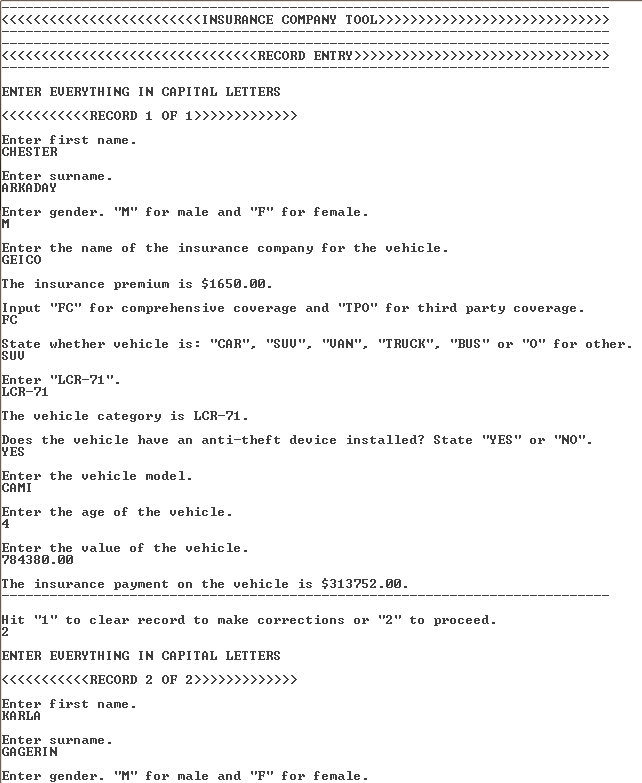 <<<<<<<<<<<<<<<<<<<<<<<<<INSURANCE COMPANY TOOL>>>>>>>>>>>>>>>>>>>>>>>>>>>>>
<<<<<<<<<<<<<<<<<<<<<<<<<<<<<<<<RECORD ENTRY>>>>>>>>>>>>>>>>>>>>>>>>>>>>>>>>
ENTER EVERYTHING IN CAPITAL LETTERS
<<<<<<<<<<<RECORD 1 OF 1>>>>>>>>>>>>>
Enter first name.
CHESTER
Enter surname.
ARKADAY
Enter gender. "M" for male and "F" for female.
M
Enter the name of the insurance company for the vehicle.
GEICO
The insurance premium is $1650.00.
Input "FC" for comprehensive coverage and "TPO" for third party coverage.
FC
State whether vehicle is: "CAR", "SUV", "VAN", "TRUCK", "BUS" or "O" for other.
SUV
Enter "LCR-71".
LCR-71
The vehicle category is LCR-71.
Does the vehicle have an anti-theft device installed? State "YES" or "NO".
YES
Enter the vehicle model.
CAMI
Enter the age of the vehicle.
4
Enter the value of the vehicle.
784380.00
The insurance payment on the vehicle is $313752.00.
Hit "1" to clear record to make corrections or "2" to proceed.
2
ENTER EVERYTHING IN CAPITAL LETTERS
<<<<<<<<<<<RECORD 2 OF 2>>>>>>>>>>>>>
Enter first name.
KARLA
Enter surname.
GAGERIN
Enter gender. "M" for male and "F" for female.